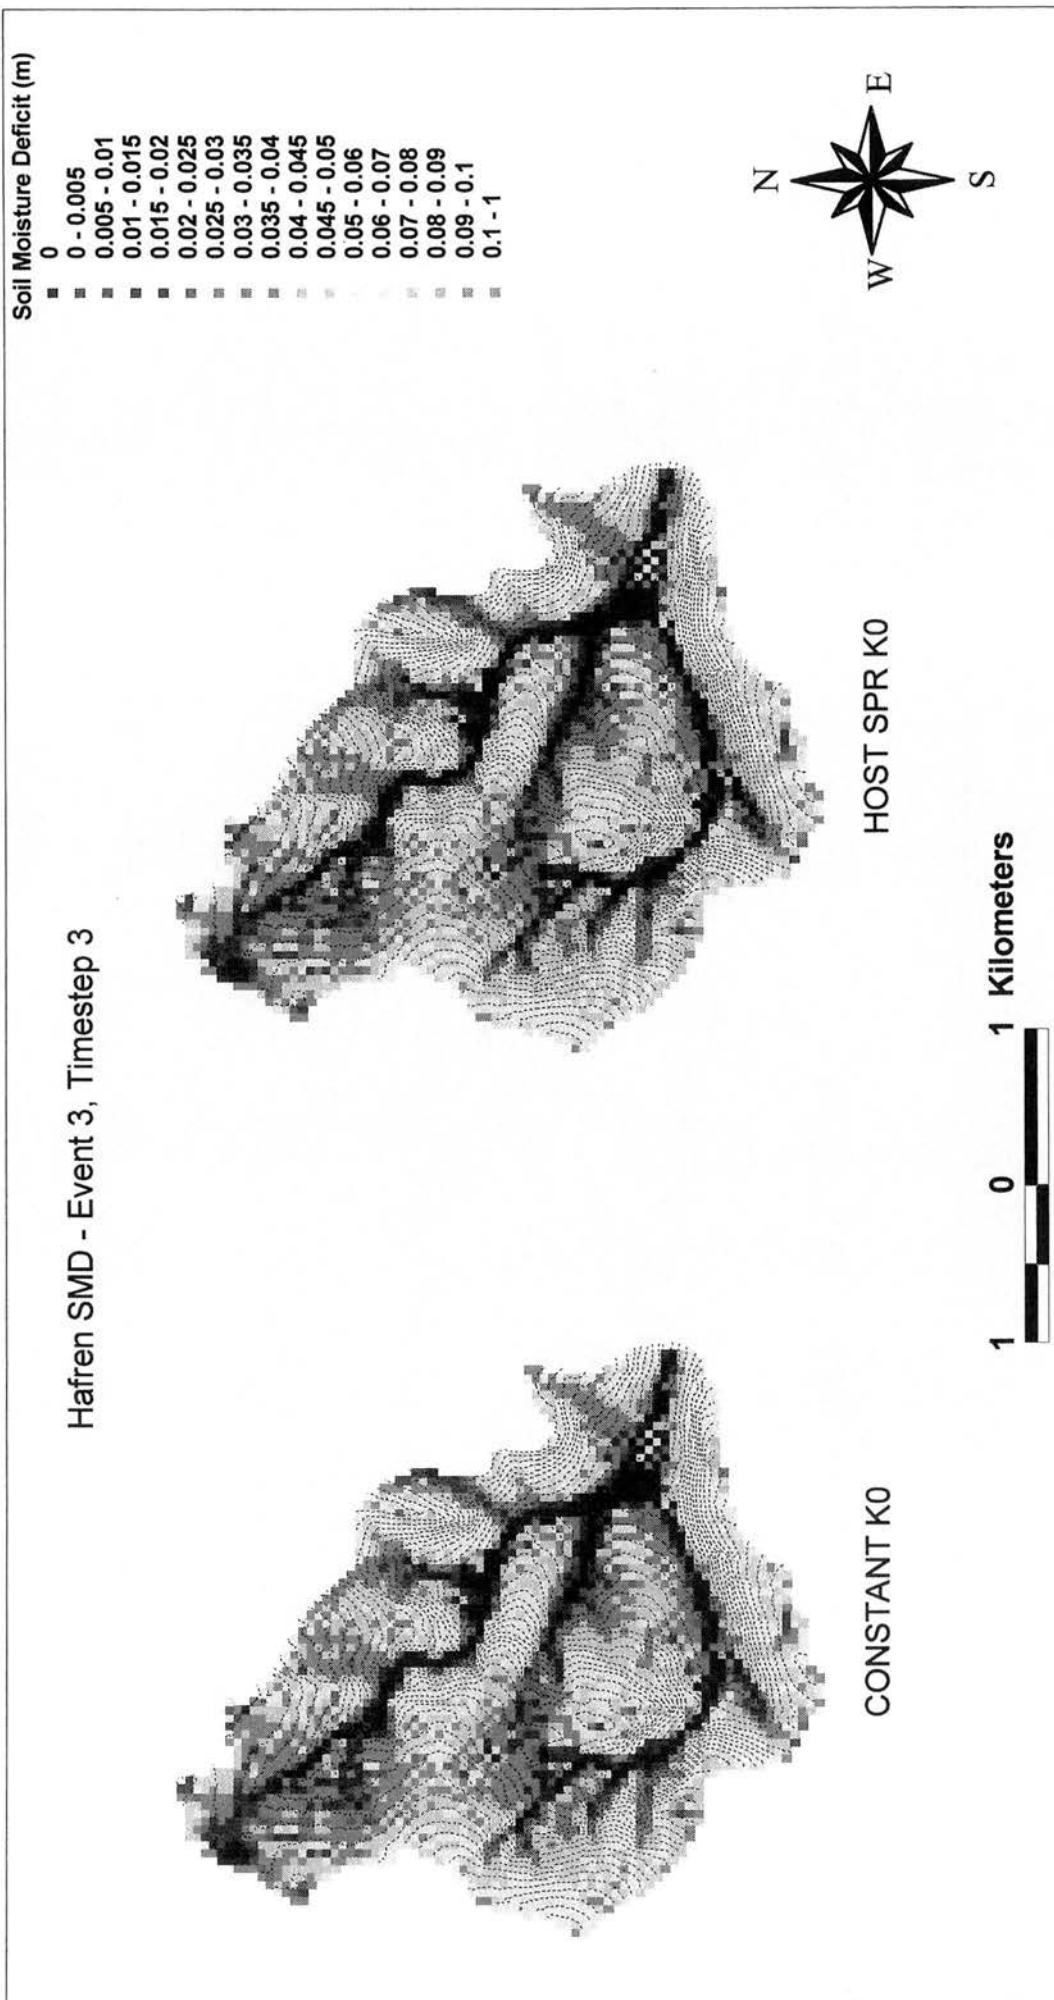 Hafren SMD - Event 3, Timestep 3
Soil Moisture Deficit (m)
0
0 - 0.005
0.005 - 0.01
0.01 - 0.015
0.015 - 0.02
0.02 - 0.025
0.025 - 0.03
0.03 - 0.035
0.035 - 0.04
0.04 - 0.045
0.045 - 0.05
0.05 - 0.06
0.06 - 0.07
0.07 - 0.08
0.08 - 0.09
0.09 - 0.1
0.1 - 1
CONSTANT K0
HOST SPR K0
N
W E
S
1 0 1 Kilometers